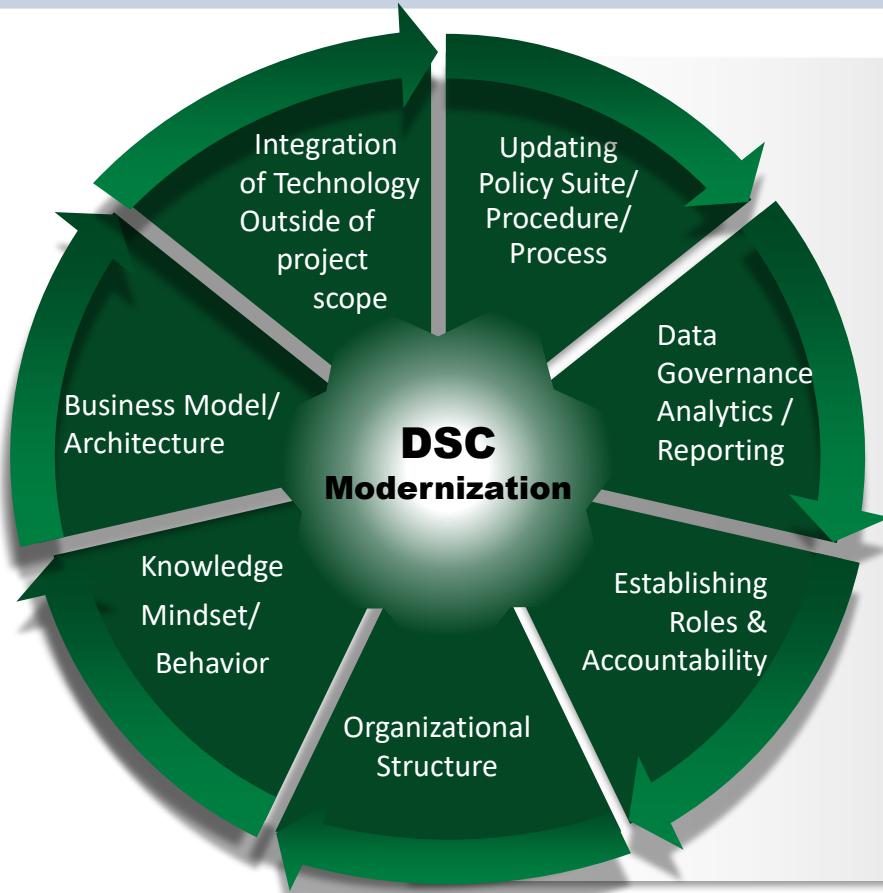 Integration
of Technology
Outside of
project
scope
Updating
Policy Suite/
Procedure/
Process
Data
Governance
Analytics /
Reporting
Establishing
Roles &
Accountability
Organizational
Structure
Knowledge
Mindset/
Behavior
Business Model/
Architecture
DSC
Modernization